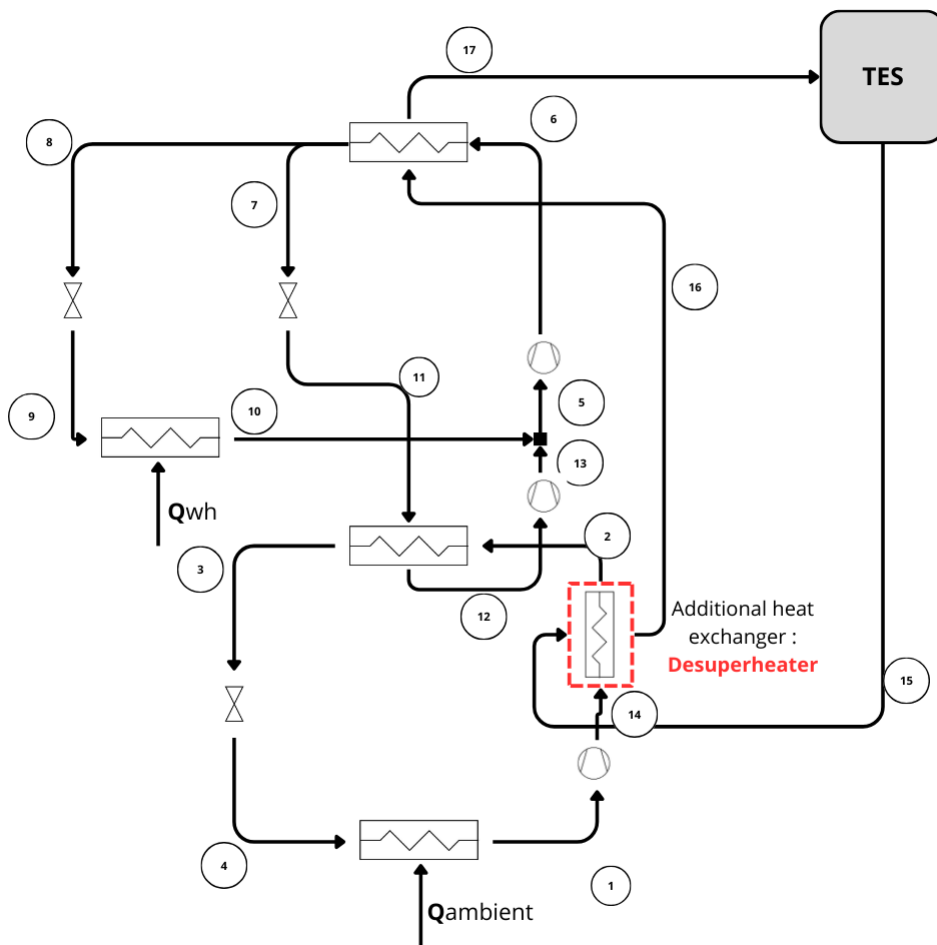 17
TES
6
8
7
16
11
9
10
5
13
Qwh
2
3
12
Additional heat
exchanger :
Desuperheater
15
14
4
1
Qambient